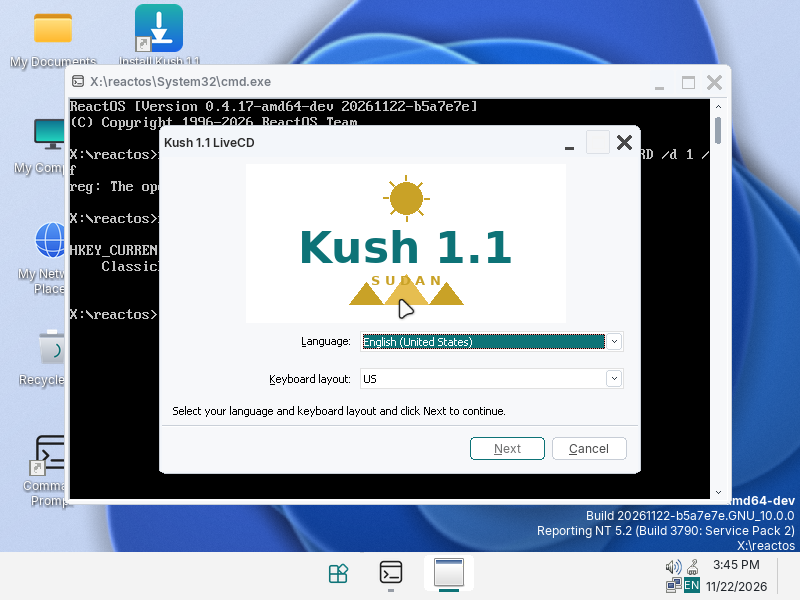 My Documents
Install Kush 1.1
X:\reactos\System32\cmd.exe
ReactOS [Version 0.4.17-amd64-dev 20261122-b5a7e7e]
(C) Copyright 1996-2026 ReactOS Team.
Kush 1.1 LiveCD
X:\reactos>
RD /d 1 /
f
reg: The ope
X:\reactos>
HKEY_CURREN
Classic
X:\reactos>
Kush 1.1
SUDAN
Language:
English (United States)
Keyboard layout:
US
Select your language and keyboard layout and click Next to continue.
Next
Cancel
My Comp
My Netw
Place
Recycle
Comma
Promp
md64-dev
Build 20261122-b5a7e7e.GNU_10.0.0
Reporting NT 5.2 (Build 3790: Service Pack 2)
X:\reactos
EN
3:45 PM
11/22/2026